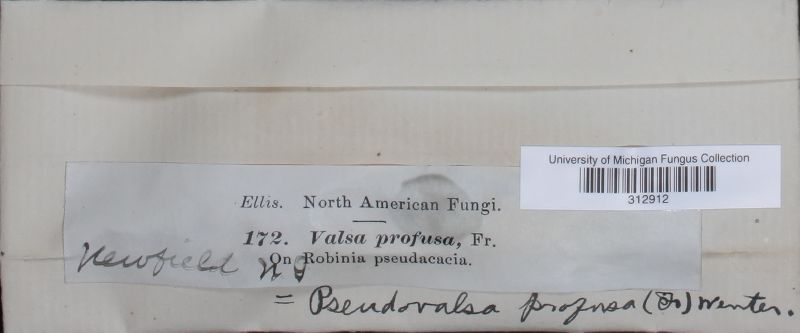 University of Michigan Fungus Collection
312912
Ellis. North American Fungi.
172. Valsa profusa, Fr.
On Robinia pseudacacia.
Newfield N J
= Pseudovalsa profusa (Fr) Winter.